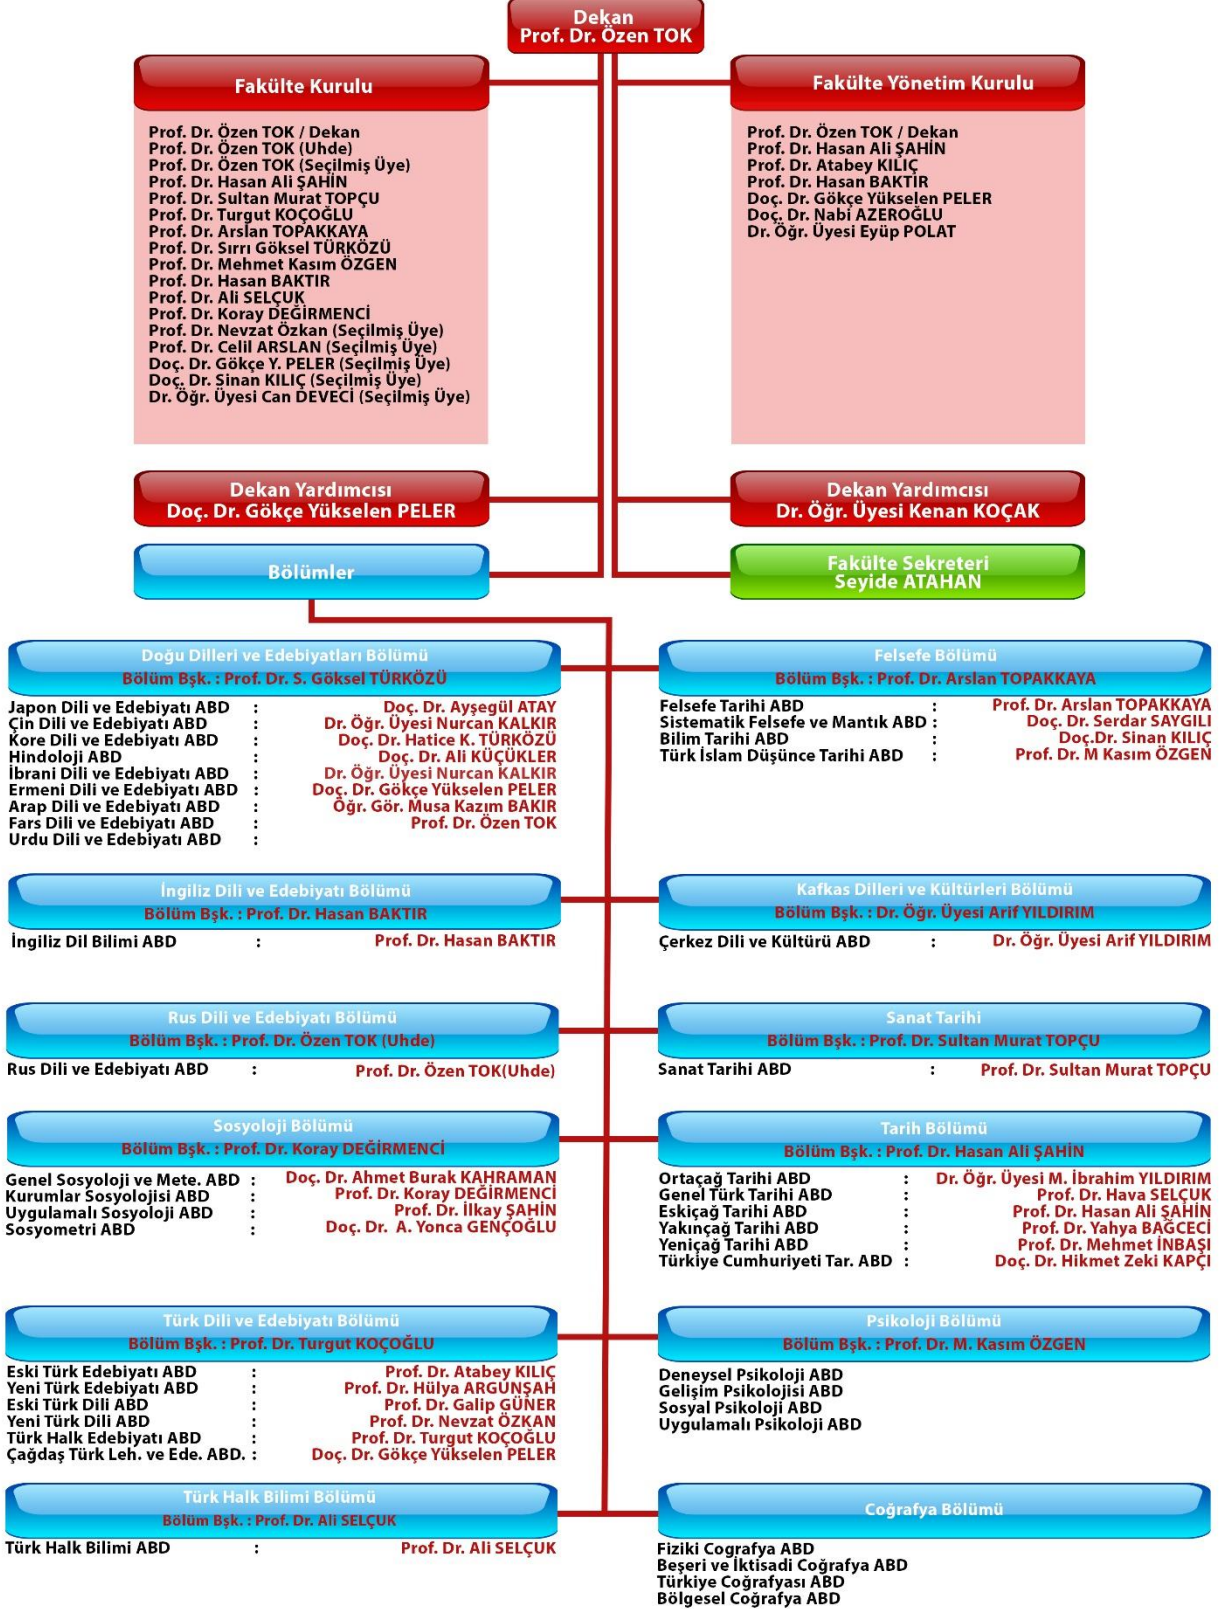 Dekan
Prof. Dr. Özen TOK
Fakülte Kurulu
Prof. Dr. Özen TOK / Dekan
Prof. Dr. Özen TOK (Uhde)
Prof. Dr. Özen TOK (Seçilmiş Üye)
Prof. Dr. Hasan Ali ŞAHİN
Prof. Dr. Sultan Murat TOPÇU
Prof. Dr. Turgut KOÇOĞLU
Prof. Dr. Arslan TOPAKKAYA
Prof. Dr. Sırrı Göksel TÜRKÖZÜ
Prof. Dr. Mehmet Kasım ÖZGEN
Prof. Dr. Hasan BAKTIR
Prof. Dr. Ali SELÇUK
Prof. Dr. Koray DEĞİRMENCİ
Prof. Dr. Nevzat Özkan (Seçilmiş Üye)
Prof. Dr. Celil ARSLAN (Seçilmiş Üye)
Doç. Dr. Gökçe Y. PELER (Seçilmiş Üye)
Doç. Dr. Sinan KILIÇ (Seçilmiş Üye)
Dr. Öğr. Üyesi Can DEVECİ (Seçilmiş Üye)
Fakülte Yönetim Kurulu
Prof. Dr. Özen TOK / Dekan
Prof. Dr. Hasan Ali ŞAHİN
Prof. Dr. Atabey KILIÇ
Prof. Dr. Hasan BAKTIR
Doç. Dr. Gökçe Yükselen PELER
Doç. Dr. Nabi AZEROĞLU
Dr. Öğr. Üyesi Eyüp POLAT
Dekan Yardımcısı
Doç. Dr. Gökçe Yükselen PELER
Dekan Yardımcısı
Dr. Öğr. Üyesi Kenan KOÇAK
Bölümler
Fakülte Sekreteri
Seyide ATAHAN
Doğu Dilleri ve Edebiyatları Bölümü
Bölüm Bşk. : Prof. Dr. S. Göksel TÜRKÖZÜ
Japon Dili ve Edebiyatı ABD : Doç. Dr. Ayşegül ATAY
Çin Dili ve Edebiyatı ABD : Dr. Öğr. Üyesi Nurcan KALKIR
Kore Dili ve Edebiyatı ABD : Doç. Dr. Hatice K. TÜRKÖZÜ
Hindoloji ABD : Doç. Dr. Ali KÜÇÜKLER
İbrani Dili ve Edebiyatı ABD : Dr. Öğr. Üyesi Nurcan KALKIR
Ermeni Dili ve Edebiyatı ABD : Doç. Dr. Gökçe Yükselen PELER
Arap Dili ve Edebiyatı ABD : Öğr. Gör. Musa Kazım BAKIR
Fars Dili ve Edebiyatı ABD : Prof. Dr. Özen TOK
Urdu Dili ve Edebiyatı ABD :
Felsefe Bölümü
Bölüm Bşk. : Prof. Dr. Arslan TOPAKKAYA
Felsefe Tarihi ABD : Prof. Dr. Arslan TOPAKKAYA
Sistematik Felsefe ve Mantık ABD : Doç. Dr. Serdar SAYGILI
Bilim Tarihi ABD : Doç.Dr. Sinan KILIÇ
Türk İslam Düşünce Tarihi ABD : Prof. Dr. M Kasım ÖZGEN
İngiliz Dili ve Edebiyatı Bölümü
Bölüm Bşk. : Prof. Dr. Hasan BAKTIR
İngiliz Dil Bilimi ABD : Prof. Dr. Hasan BAKTIR
Kafkas Dilleri ve Kültürleri Bölümü
Bölüm Bşk. : Dr. Öğr. Üyesi Arif YILDIRIM
Çerkez Dili ve Kültürü ABD : Dr. Öğr. Üyesi Arif YILDIRIM
Rus Dili ve Edebiyatı Bölümü
Bölüm Bşk. : Prof. Dr. Özen TOK (Uhde)
Rus Dili ve Edebiyatı ABD : Prof. Dr. Özen TOK(Uhde)
Sanat Tarihi
Bölüm Bşk. : Prof. Dr. Sultan Murat TOPÇU
Sanat Tarihi ABD : Prof. Dr. Sultan Murat TOPÇU
Sosyoloji Bölümü
Bölüm Bşk. : Prof. Dr. Koray DEĞİRMENCİ
Genel Sosyoloji ve Mete. ABD : Doç. Dr. Ahmet Burak KAHRAMAN
Kurumlar Sosyolojisi ABD : Prof. Dr. Koray DEĞİRMENCİ
Uygulamalı Sosyoloji ABD : Prof. Dr. İlkay ŞAHİN
Sosyometri ABD : Doç. Dr. A. Yonca GENÇOĞLU
Tarih Bölümü
Bölüm Bşk. : Prof. Dr. Hasan Ali ŞAHİN
Ortaçağ Tarihi ABD : Dr. Öğr. Üyesi M. İbrahim YILDIRIM
Genel Türk Tarihi ABD : Prof. Dr. Hava SELÇUK
Eskiçağ Tarihi ABD : Prof. Dr. Hasan Ali ŞAHİN
Yakınçağ Tarihi ABD : Prof. Dr. Yahya BAĞCECİ
Yeniçağ Tarihi ABD : Prof. Dr. Mehmet İNBAŞI
Türkiye Cumhuriyeti Tar. ABD : Doç. Dr. Hikmet Zeki KAPÇI
Türk Dili ve Edebiyatı Bölümü
Bölüm Bşk. : Prof. Dr. Turgut KOÇOĞLU
Eski Türk Edebiyatı ABD : Prof. Dr. Atabey KILIÇ
Yeni Türk Edebiyatı ABD : Prof. Dr. Hülya ARGUNŞAH
Eski Türk Dili ABD : Prof. Dr. Galip GÜNER
Yeni Türk Dili ABD : Prof. Dr. Nevzat ÖZKAN
Türk Halk Edebiyatı ABD : Prof. Dr. Turgut KOÇOĞLU
Çağdaş Türk Leh. ve Ede. ABD. : Doç. Dr. Gökçe Yükselen PELER
Psikoloji Bölümü
Bölüm Bşk. : Prof. Dr. M. Kasım ÖZGEN
Deneysel Psikoloji ABD
Gelişim Psikolojisi ABD
Sosyal Psikoloji ABD
Uygulamalı Psikoloji ABD
Türk Halk Bilimi Bölümü
Bölüm Bşk. : Prof. Dr. Ali SELÇUK
Türk Halk Bilimi ABD : Prof. Dr. Ali SELÇUK
Coğrafya Bölümü
Fiziki Cografya ABD
Beşeri ve İktisadi Coğrafya ABD
Türkiye Coğrafyası ABD
Bölgesel Coğrafya ABD